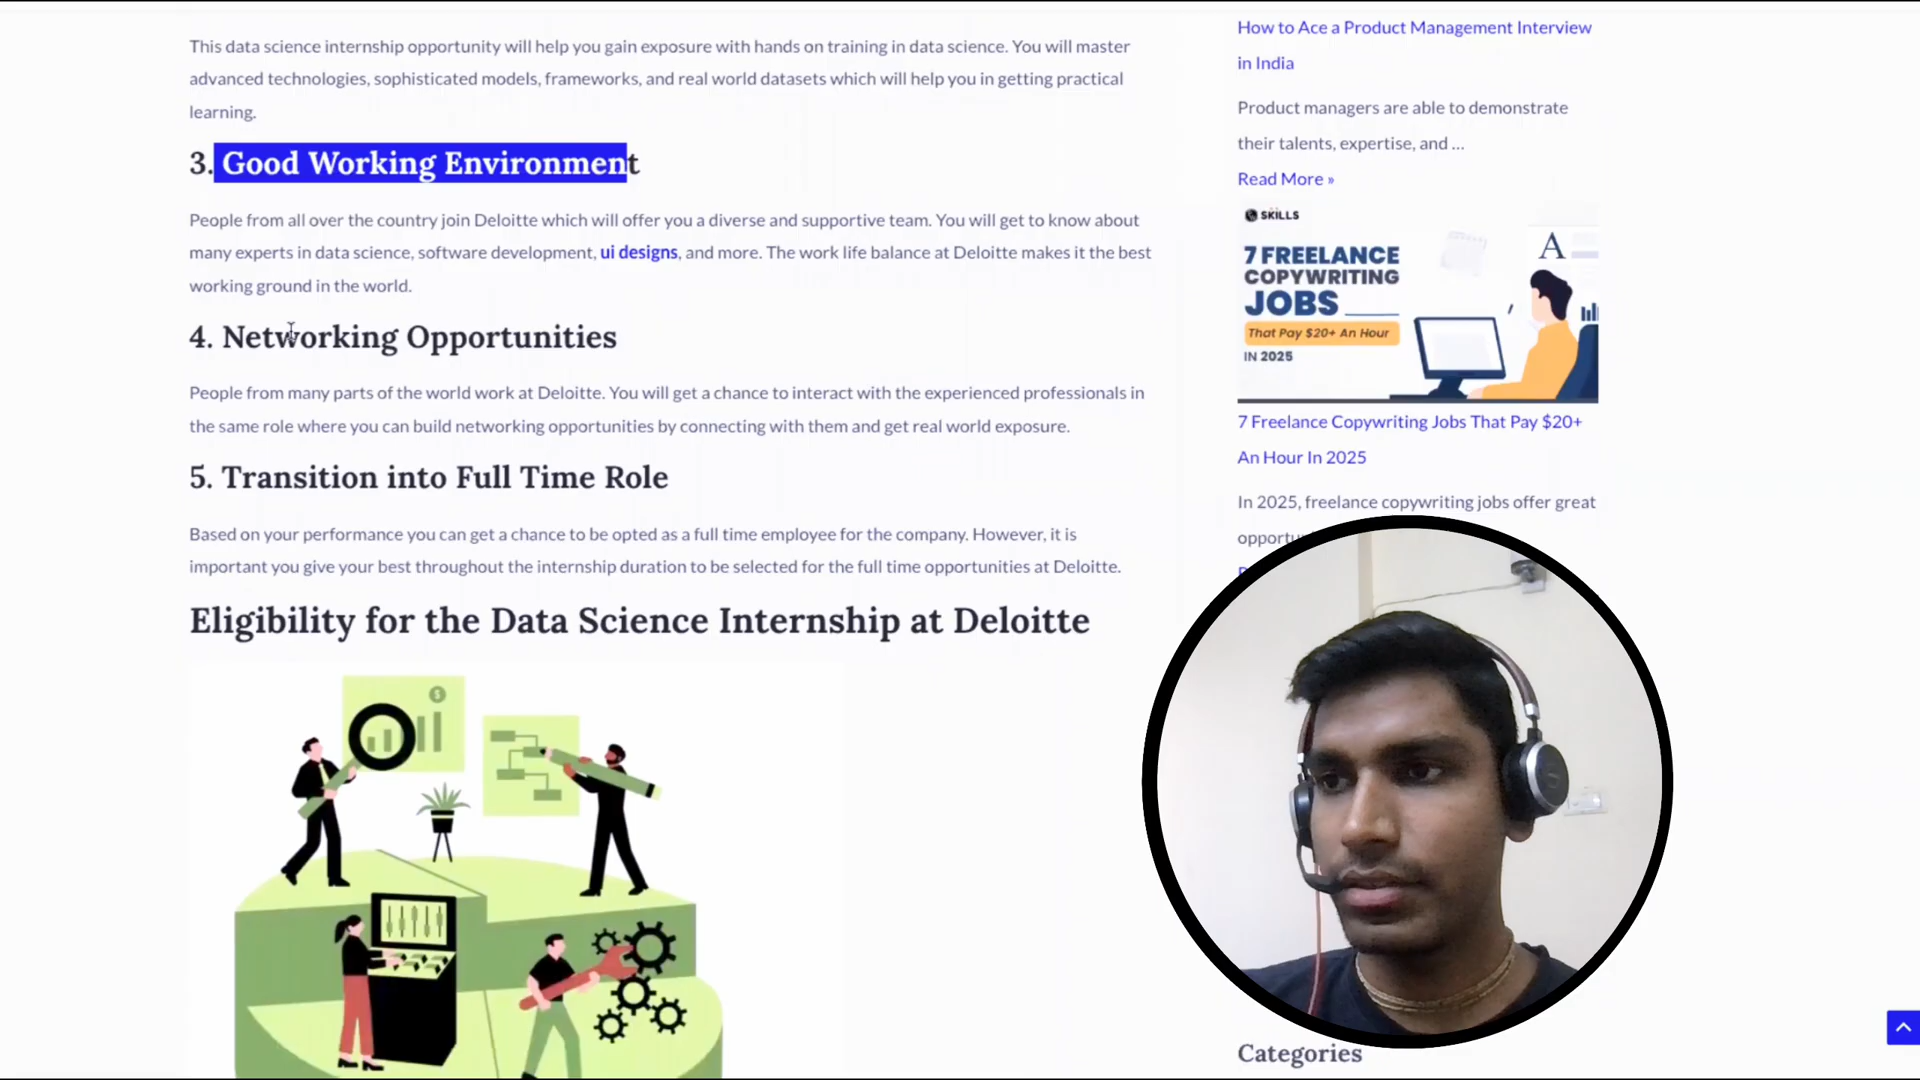 This data science internship opportunity will help you gain exposure with hands on training in data science. You will master
advanced technologies, sophisticated models, frameworks, and real world datasets which will help you in getting practical
learning.
3. Good Working Environment
People from all over the country join Deloitte which will offer you a diverse and supportive team. You will get to know about
many experts in data science, software development, ui designs, and more. The work life balance at Deloitte makes it the best
working ground in the world.
4. Networking Opportunities
People from many parts of the world work at Deloitte. You will get a chance to interact with the experienced professionals in
the same role where you can build networking opportunities by connecting with them and get real world exposure.
5. Transition into Full Time Role
Based on your performance you can get a chance to be opted as a full time employee for the company. However, it is
important you give your best throughout the internship duration to be selected for the full time opportunities at Deloitte.
Eligibility for the Data Science Internship at Deloitte
How to Ace a Product Management Interview
in India
Product managers are able to demonstrate
their talents, expertise, and ...
Read More »
SKILLS
7 FREELANCE
COPYWRITING
JOBS
That Pay $20+ An Hour
IN 2025
A
7 Freelance Copywriting Jobs That Pay $20+
An Hour In 2025
In 2025, freelance copywriting jobs offer great
Categories